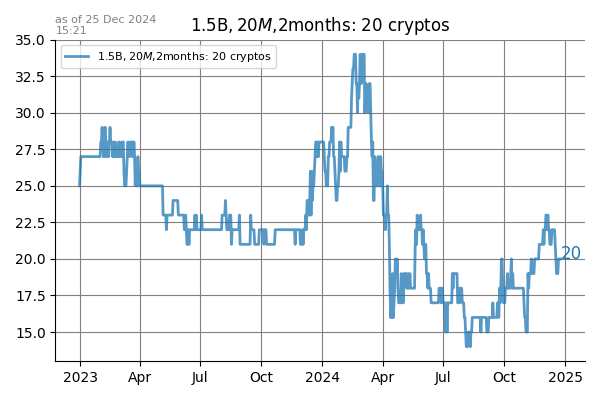 as of 25 Dec 2024
15:21
1.5B, 20M,2months: 20 cryptos
1.5B, 20M,2months: 20 cryptos
35.0
32.5
30.0
27.5
25.0
22.5
20.0
17.5
15.0
20
2023 Apr Jul Oct 2024 Apr Jul Oct 2025